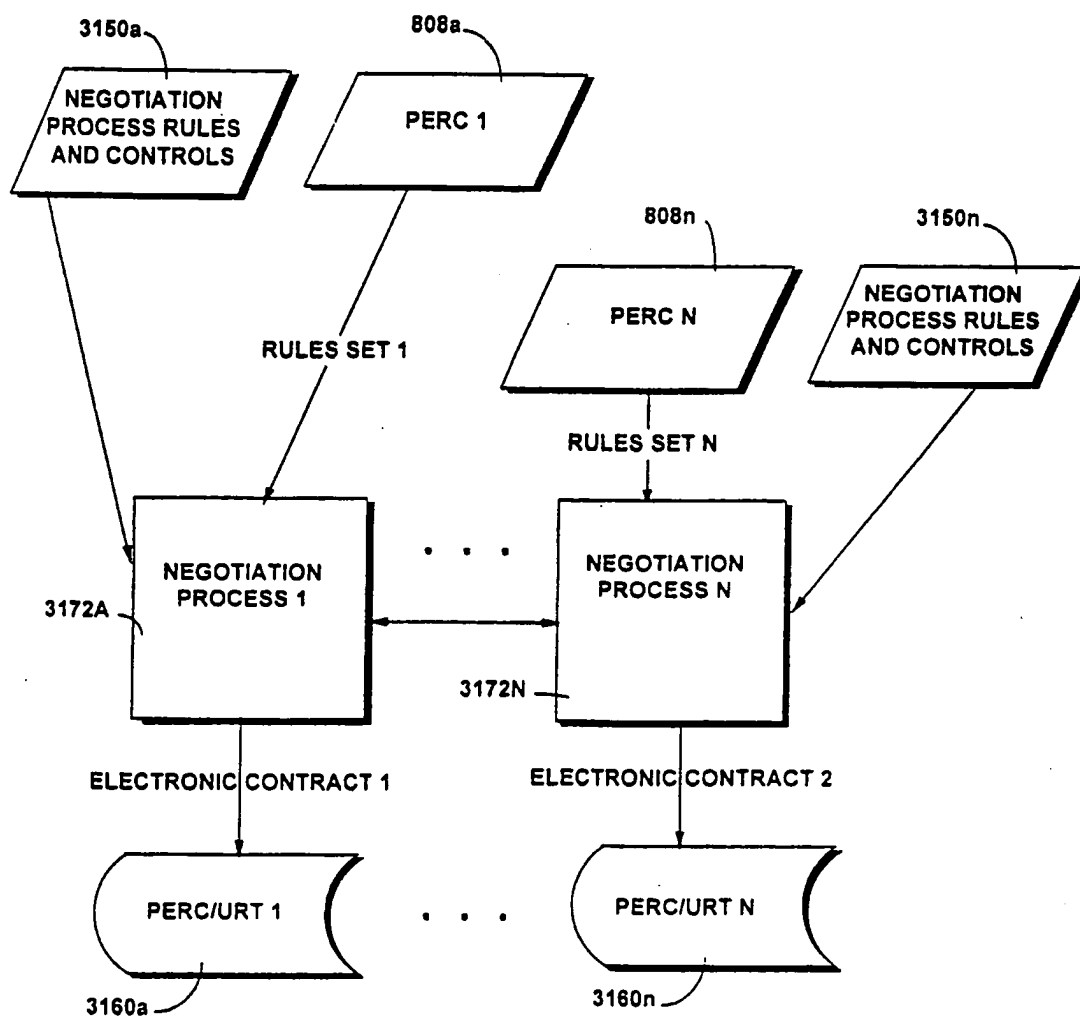 3150a
808a
NEGOTIATION
PROCESS RULES
AND CONTROLS
PERC 1
808n
3150n
PERC N
NEGOTIATION
PROCESS RULES
AND CONTROLS
RULES SET 1
RULES SET N
NEGOTIATION
PROCESS 1
NEGOTIATION
PROCESS N
3172A
3172N
ELECTRONIC CONTRACT 1
ELECTRONIC CONTRACT 2
PERC/URT 1
PERC/URT N
3160a
3160n